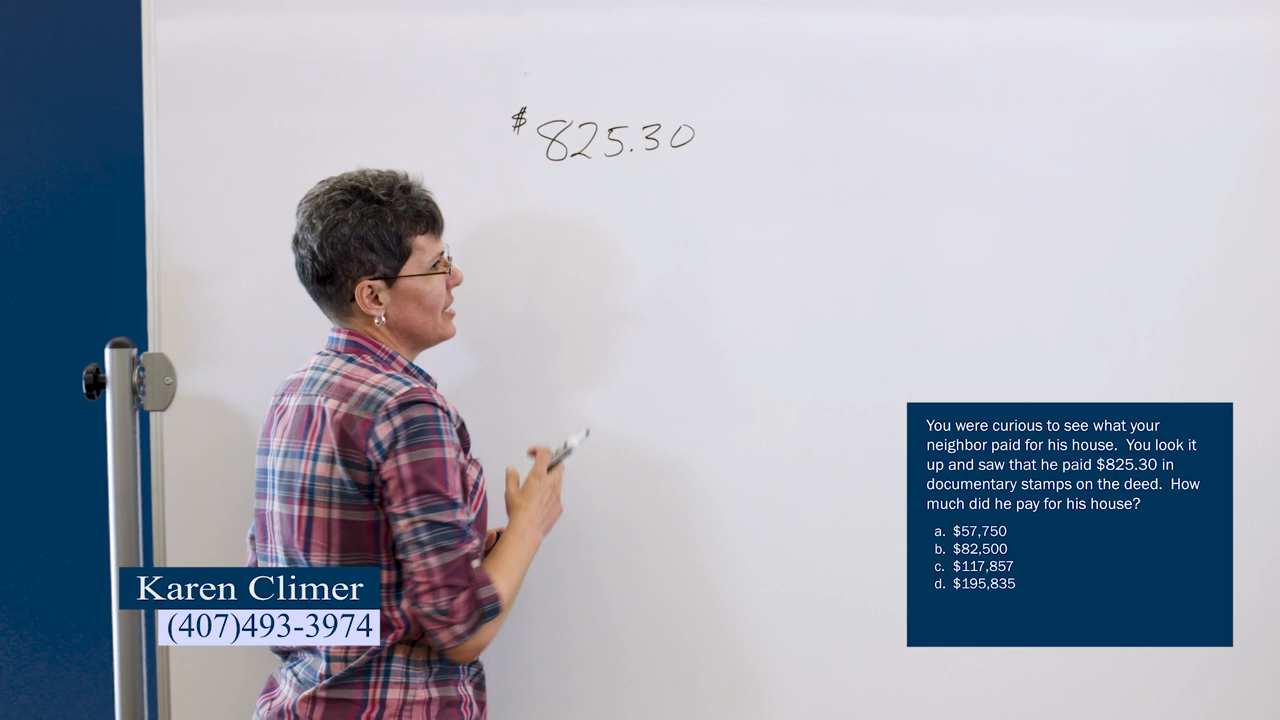 $825.30
You were curious to see what your
neighbor paid for his house. You look it
up and saw that he paid $825.30 in
documentary stamps on the deed. How
much did he pay for his house?
a. $57,750
b. $82,500
c. $117,857
d. $195,835
Karen Climer
(407)493-3974